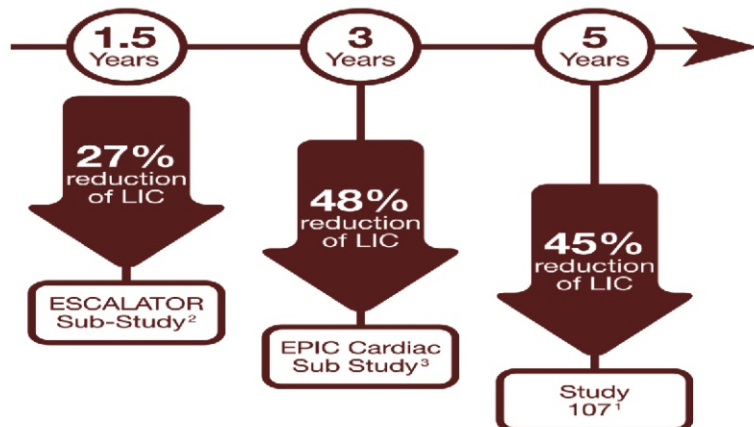 1.5
Years
3
Years
5
Years
27%
reduction
of LIC
48%
reduction
of LIC
45%
reduction
of LIC
ESCALATOR
Sub-Study²
EPIC Cardiac
Sub Study³
Study
107¹